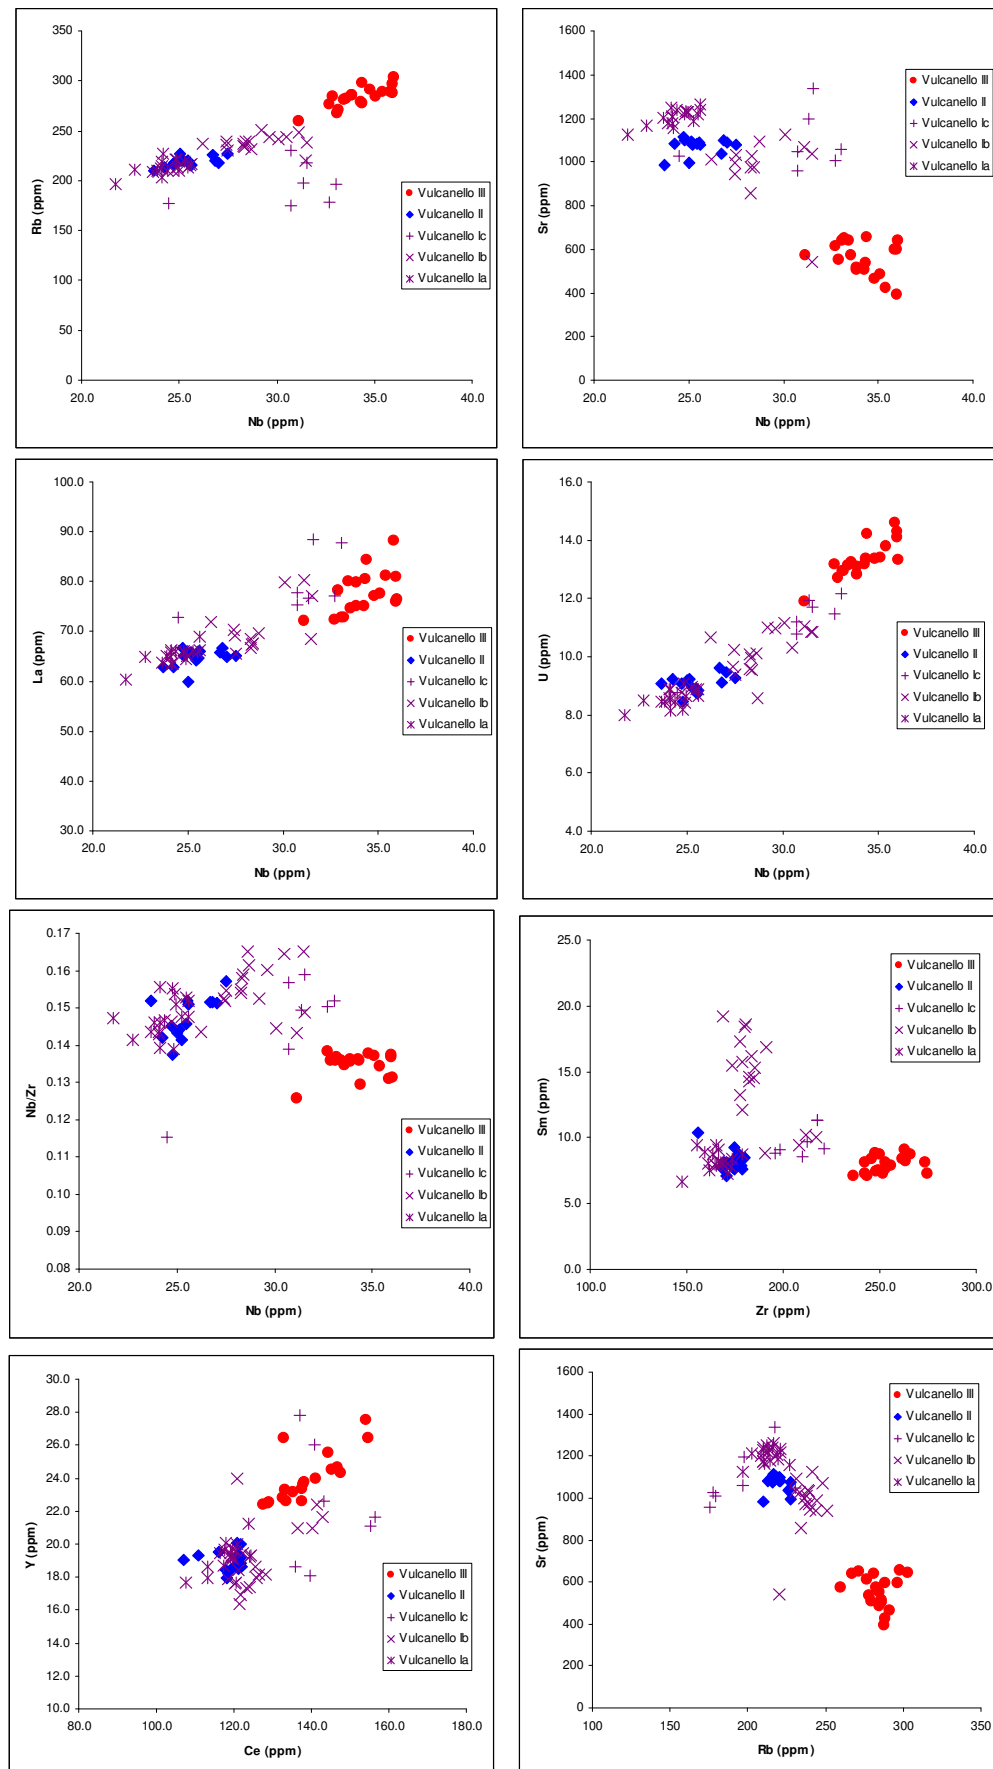 350
300
250
200
150
100
50
0
Rb (ppm)
20.0 25.0 30.0 35.0 40.0
Nb (ppm)
Vulcanello III
Vulcanello II
Vulcanello Ic
Vulcanello Ib
Vulcanello Ia
1600
1400
1200
1000
800
600
400
200
0
Sr (ppm)
20.0 25.0 30.0 35.0 40.0
Nb (ppm)
Vulcanello III
Vulcanello II
Vulcanello Ic
Vulcanello Ib
Vulcanello Ia
100.0
90.0
80.0
70.0
60.0
50.0
40.0
30.0
La (ppm)
20.0 25.0 30.0 35.0 40.0
Nb (ppm)
Vulcanello III
Vulcanello II
Vulcanello Ic
Vulcanello Ib
Vulcanello Ia
16.0
14.0
12.0
10.0
8.0
6.0
4.0
U (ppm)
20.0 25.0 30.0 35.0 40.0
Nb (ppm)
Vulcanello III
Vulcanello II
Vulcanello Ic
Vulcanello Ib
Vulcanello Ia
0.17
0.16
0.15
0.14
0.13
0.12
0.11
0.10
0.09
0.08
Nb/Zr
20.0 25.0 30.0 35.0 40.0
Nb (ppm)
Vulcanello III
Vulcanello II
Vulcanello Ic
Vulcanello Ib
Vulcanello Ia
25.0
20.0
15.0
10.0
5.0
0.0
Sm (ppm)
100.0 150.0 200.0 250.0 300.0
Zr (ppm)
Vulcanello III
Vulcanello II
Vulcanello Ic
Vulcanello Ib
Vulcanello Ia
30.0
28.0
26.0
24.0
22.0
20.0
18.0
16.0
14.0
12.0
10.0
Y (ppm)
80.0 100.0 120.0 140.0 160.0 180.0
Ce (ppm)
Vulcanello III
Vulcanello II
Vulcanello Ic
Vulcanello Ib
Vulcanello Ia
1600
1400
1200
1000
800
600
400
200
0
Sr (ppm)
100 150 200 250 300 350
Rb (ppm)
Vulcanello III
Vulcanello II
Vulcanello Ic
Vulcanello Ib
Vulcanello Ia